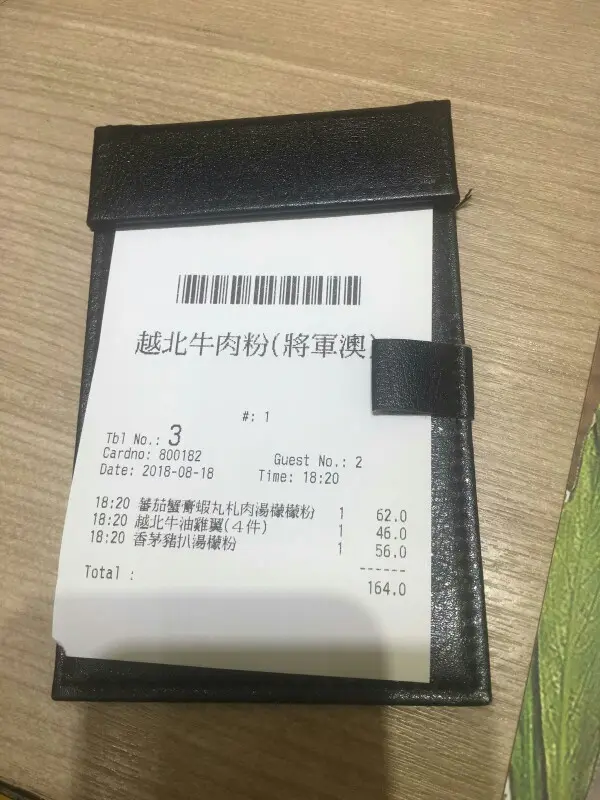 越北牛肉粉(將軍澳)
#: 1
Tbl No.: 3
Cardno: 800182
Guest No.: 2
Date: 2018-08-18
Time: 18:20
18:20 蕃茄蟹膏蝦丸札肉湯檬檬粉 1 62.0
18:20 越北牛油雞翼(4件) 1 46.0
18:20 香茅豬扒湯檬粉 1 56.0
------
Total : 164.0